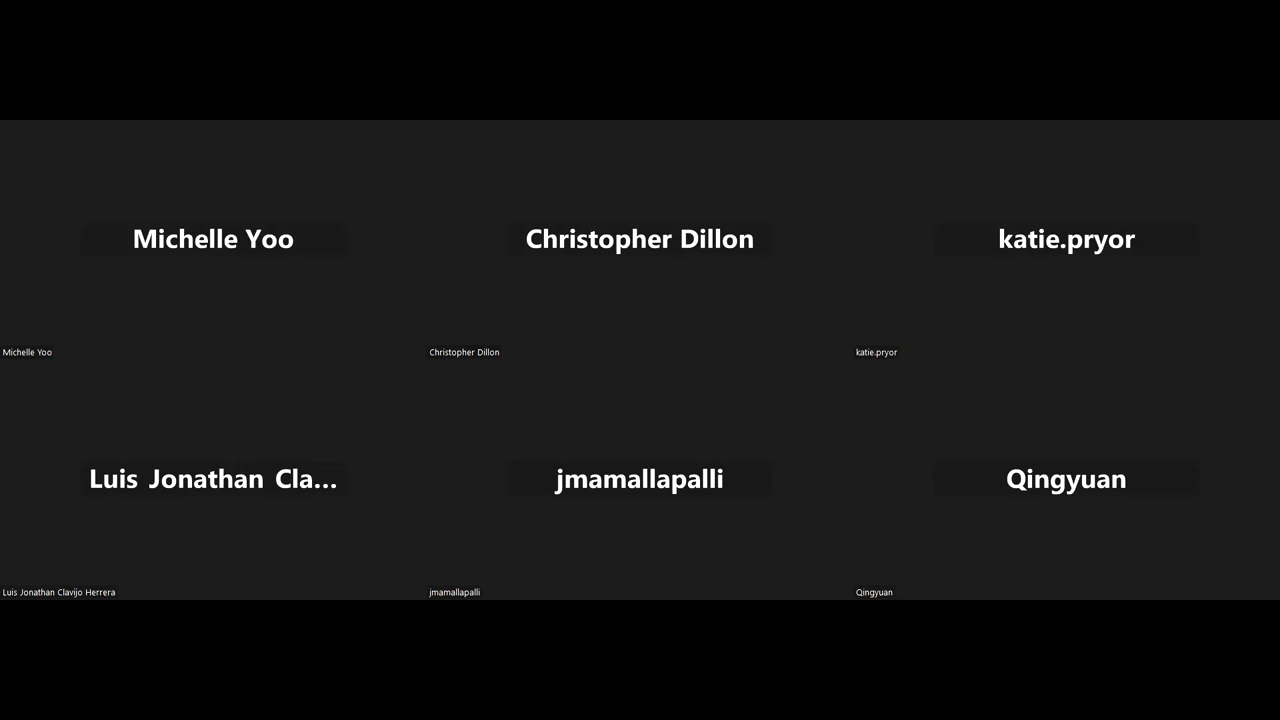 Michelle Yoo
Christopher Dillon
katie.pryor
Michelle Yoo
Christopher Dillon
katie.pryor
Luis Jonathan Cla...
jmamallapalli
Qingyuan
Luis Jonathan Clavijo Herrera
jmamallapalli
Qingyuan